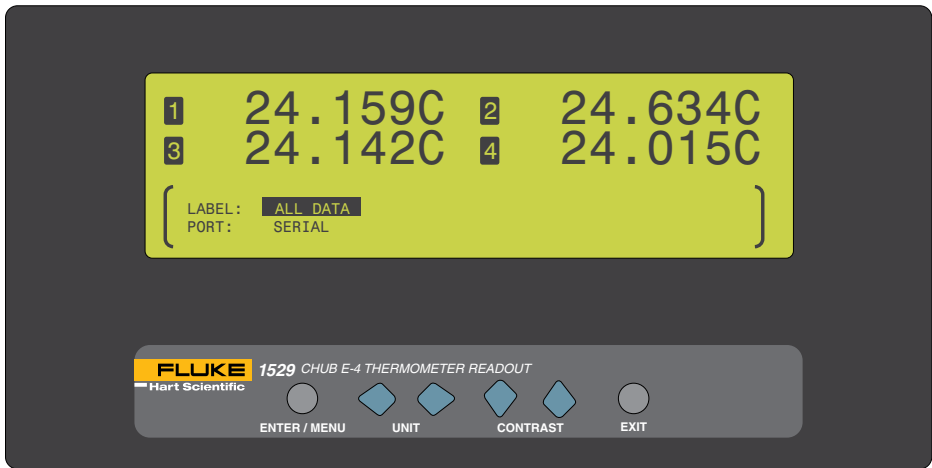 1 24.159C 2 24.634C
3 24.142C 4 24.015C
LABEL: ALL DATA
PORT: SERIAL
FLUKE
Hart Scientific
1529 CHUB E-4 THERMOMETER READOUT
ENTER / MENU UNIT CONTRAST EXIT